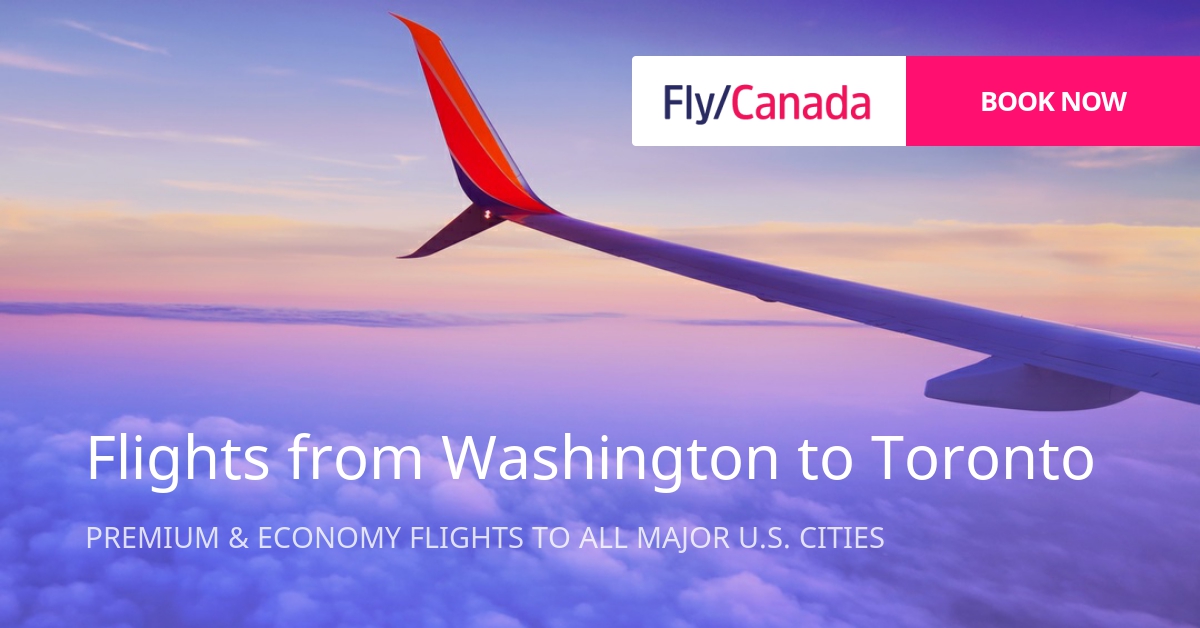 Fly/Canada
BOOK NOW
Flights from Washington to Toronto
PREMIUM & ECONOMY FLIGHTS TO ALL MAJOR U.S. CITIES